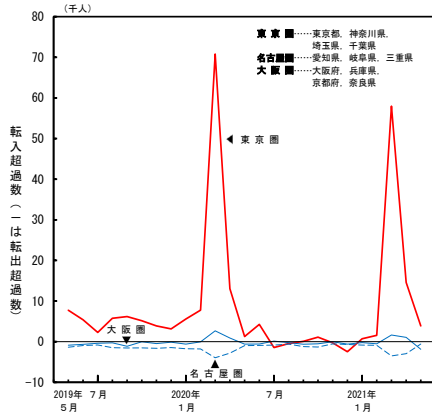 （千人）
80
70
60
50
40
30
20
10
0
−10
転入超過数（－は転出超過数）
東京圏……東京都，神奈川県，
埼玉県，千葉県
名古屋圏……愛知県，岐阜県，三重県
大阪圏……大阪府，兵庫県，
京都府，奈良県
東京圏
大阪圏
名古屋圏
2019年 7月 2020年 7月 2021年
5月 1月 1月